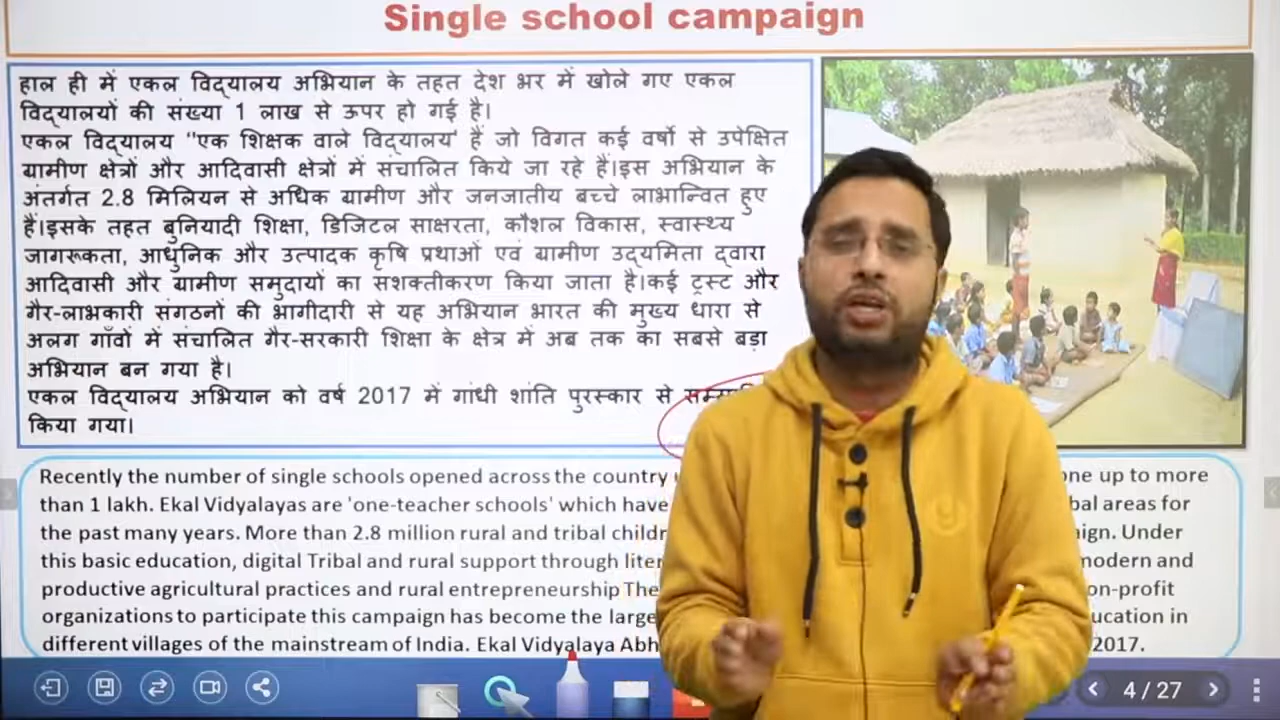 Single school campaign
हाल ही में एकल विद्यालय अभियान के तहत देश भर में खोले गए एकल
विद्यालयों की संख्या 1 लाख से ऊपर हो गई है।
एकल विद्यालय "एक शिक्षक वाले विद्यालय' हैं जो विगत कई वर्षो से उपेक्षित
ग्रामीण क्षेत्रों और आदिवासी क्षेत्रों में संचालित किये जा रहे हैं।इस अभियान के
अंतर्गत 2.8 मिलियन से अधिक ग्रामीण और जनजातीय बच्चे लाभान्वित हुए
हैं।इसके तहत बुनियादी शिक्षा, डिजिटल साक्षरता, कौशल विकास, स्वास्थ्य
जागरूकता, आधुनिक और उत्पादक कृषि प्रथाओं एवं ग्रामीण उद्यमिता द्वारा
आदिवासी और ग्रामीण समुदायों का सशक्तीकरण किया जाता है।कई ट्रस्ट और
गैर-लाभकारी संगठनों की भागीदारी से यह अभियान भारत की मुख्य धारा से
अलग गाँवों में संचालित गैर-सरकारी शिक्षा के क्षेत्र में अब तक का सबसे बड़ा
अभियान बन गया है।
एकल विद्यालय अभियान को वर्ष 2017 में गांधी शांति पुरस्कार से
किया गया।
Recently the number of single schools opened across the country one up to more
than 1 lakh. Ekal Vidyalayas are 'one-teacher schools' which have bal areas for
the past many years. More than 2.8 million rural and tribal childr aign. Under
this basic education, digital Tribal and rural support through liter modern and
productive agricultural practices and rural entrepreneurship The on-profit
organizations to participate this campaign has become the large ucation in
different villages of the mainstream of India. Ekal Vidyalaya Abh 2017.
4 / 27